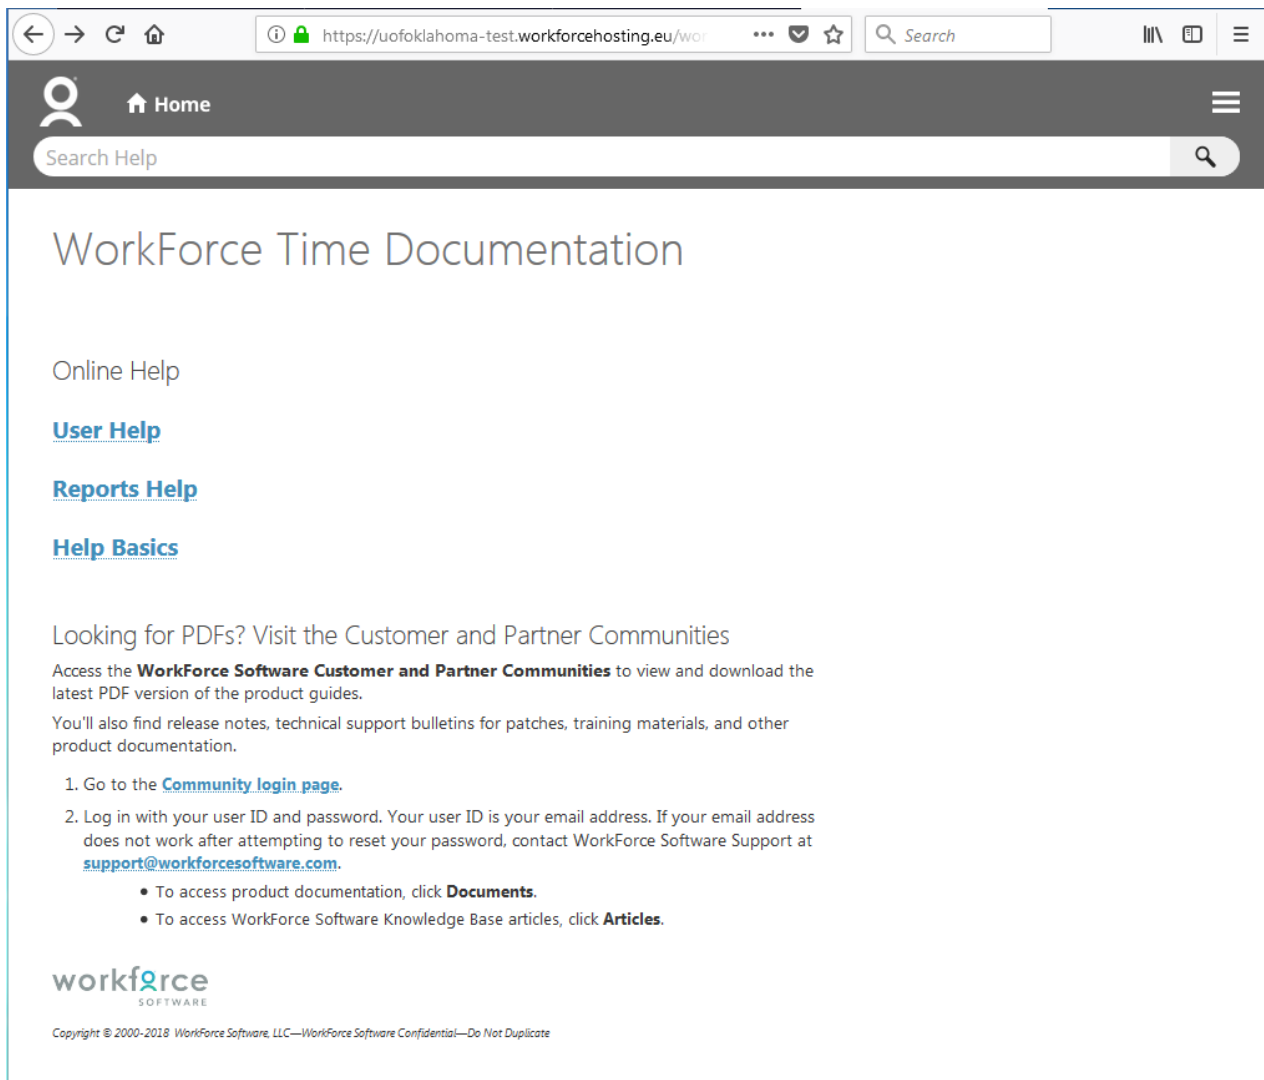 https://uofoklahoma-test.workforcehosting.eu/wor
Search
Home
Search Help
WorkForce Time Documentation
Online Help
User Help
Reports Help
Help Basics
Looking for PDFs? Visit the Customer and Partner Communities
Access the WorkForce Software Customer and Partner Communities to view and download the
latest PDF version of the product guides.
You'll also find release notes, technical support bulletins for patches, training materials, and other
product documentation.
1. Go to the Community login page.
2. Log in with your user ID and password. Your user ID is your email address. If your email address
does not work after attempting to reset your password, contact WorkForce Software Support at
support@workforcesoftware.com.
• To access product documentation, click Documents.
• To access WorkForce Software Knowledge Base articles, click Articles.
workforce
SOFTWARE
Copyright © 2000-2018 WorkForce Software, LLC—WorkForce Software Confidential—Do Not Duplicate